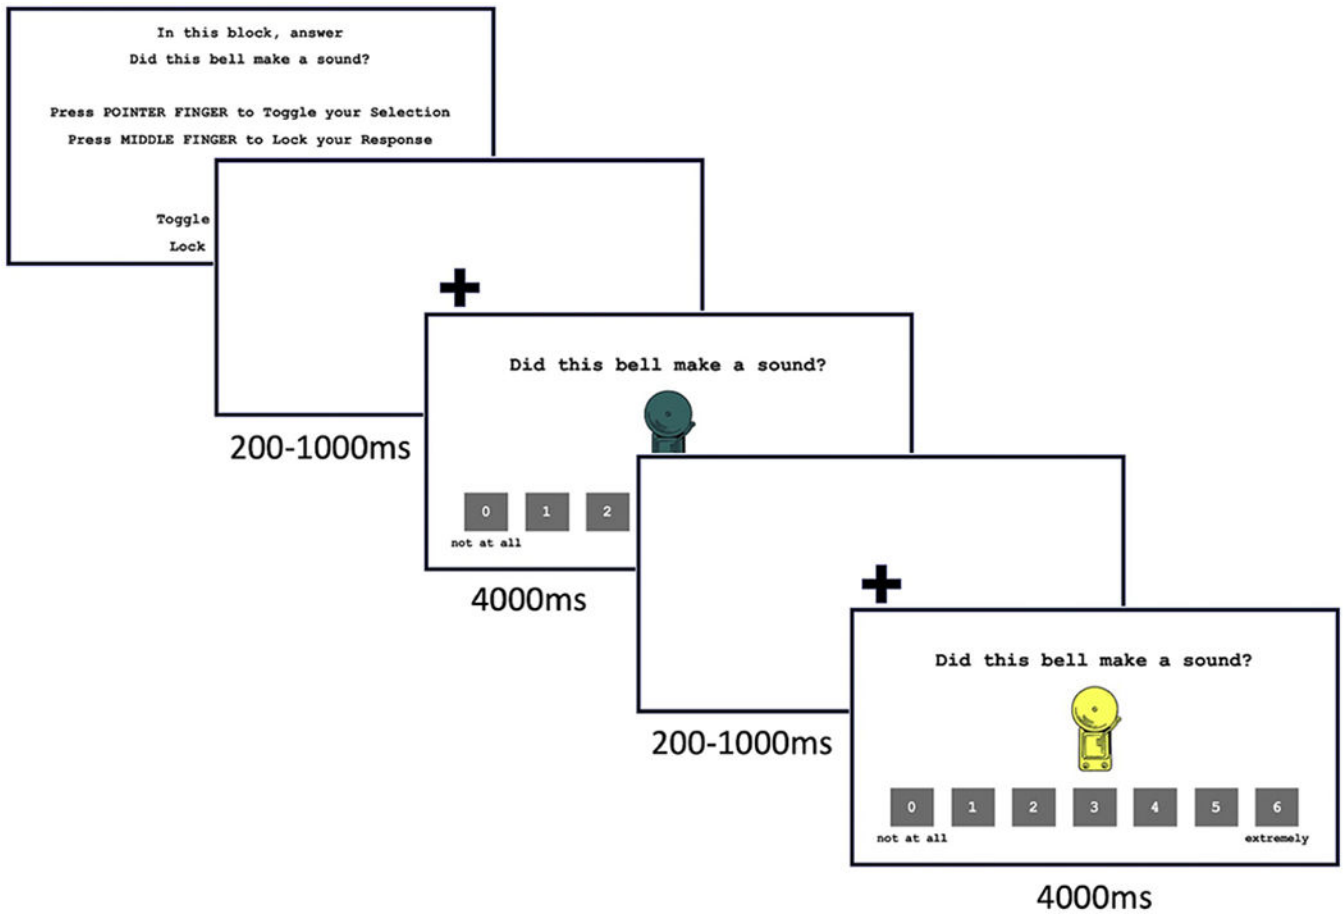 In this block, answer
Did this bell make a sound?
Press POINTER FINGER to Toggle your Selection
Press MIDDLE FINGER to Lock your Response
Toggle
Lock
200-1000ms
Did this bell make a sound?
0 1 2
not at all
4000ms
200-1000ms
Did this bell make a sound?
0 1 2 3 4 5 6
not at all extremely
4000ms